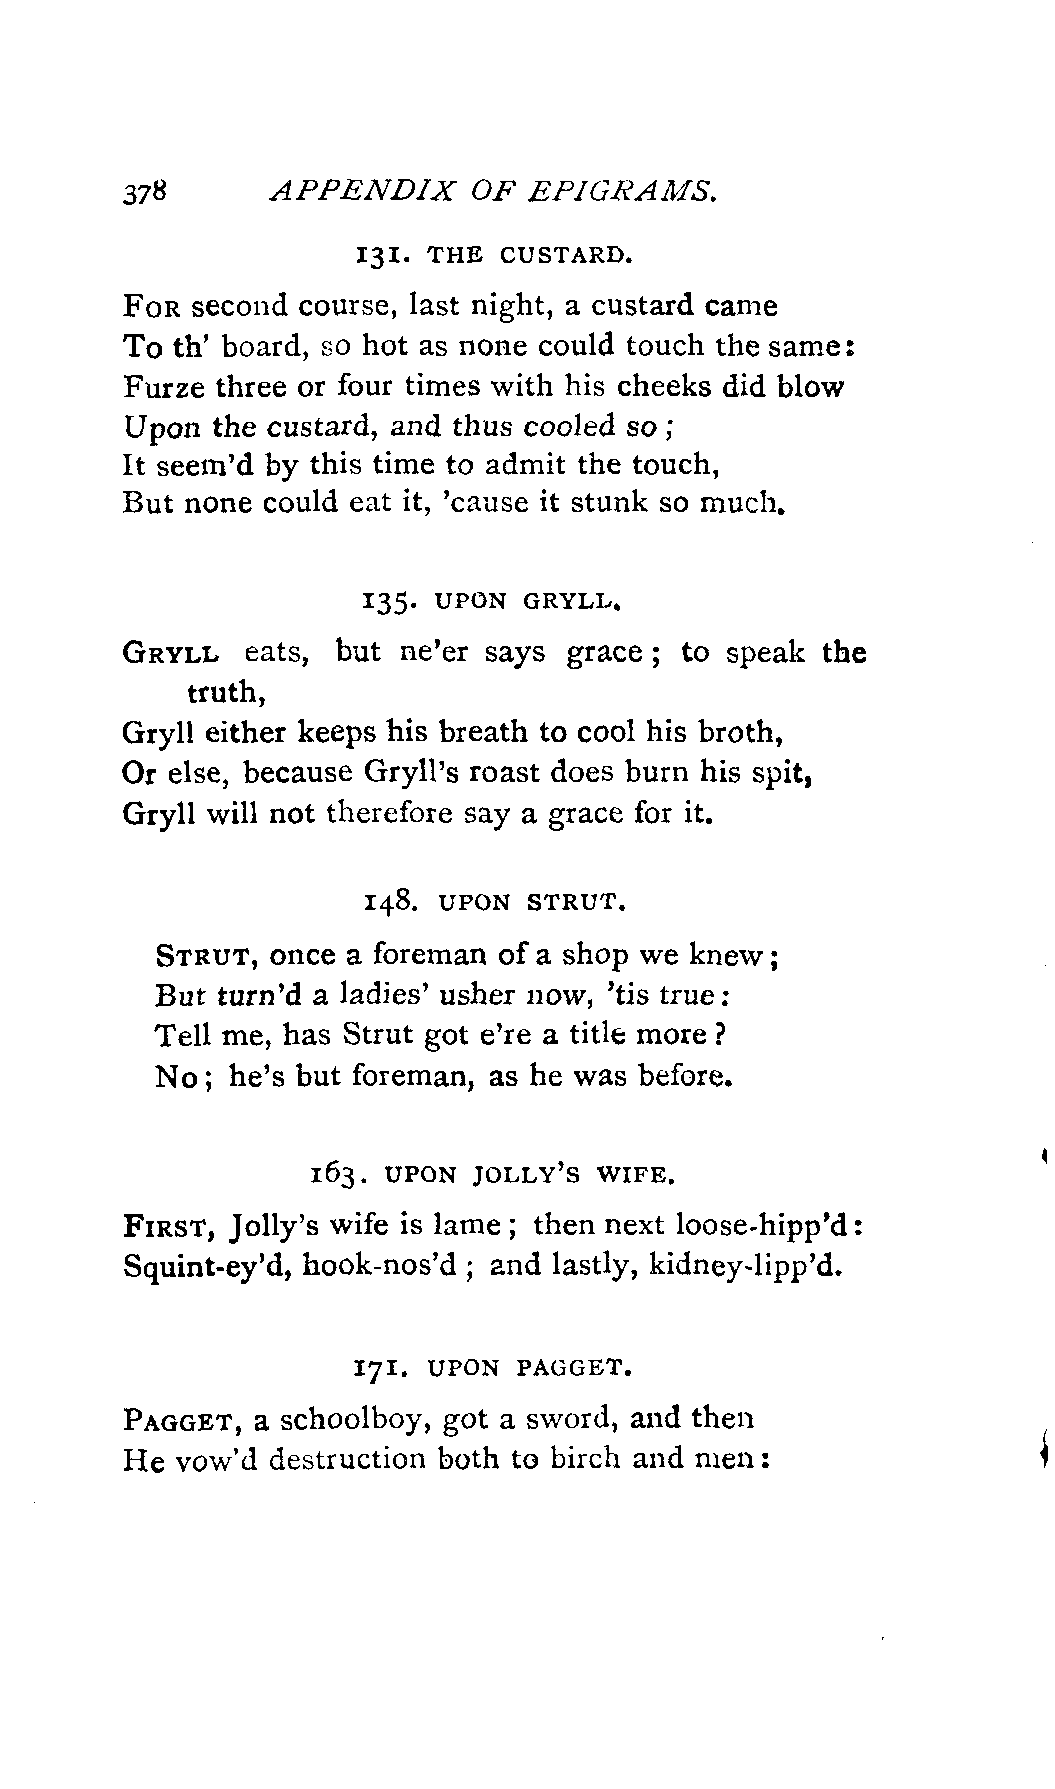 378 APPENDIX OF EPIGRAMS.
131. THE CUSTARD.
FOR second course, last night, a custard came
To th' board, so hot as none could touch the same:
Furze three or four times with his cheeks did blow
Upon the custard, and thus cooled so ;
It seem'd by this time to admit the touch,
But none could eat it, 'cause it stunk so much.
135. UPON GRYLL.
GRYLL eats, but ne'er says grace ; to speak the
truth,
Gryll either keeps his breath to cool his broth,
Or else, because Gryll's roast does burn his spit,
Gryll will not therefore say a grace for it.
148. UPON STRUT.
STRUT, once a foreman of a shop we knew ;
But turn'd a ladies' usher now, 'tis true :
Tell me, has Strut got e're a title more ?
No ; he's but foreman, as he was before.
163. UPON JOLLY'S WIFE.
FIRST, Jolly's wife is lame ; then next loose-hipp'd :
Squint-ey'd, hook-nos'd ; and lastly, kidney-lipp'd.
171. UPON PAGGET.
PAGGET, a schoolboy, got a sword, and then
He vow'd destruction both to birch and men :